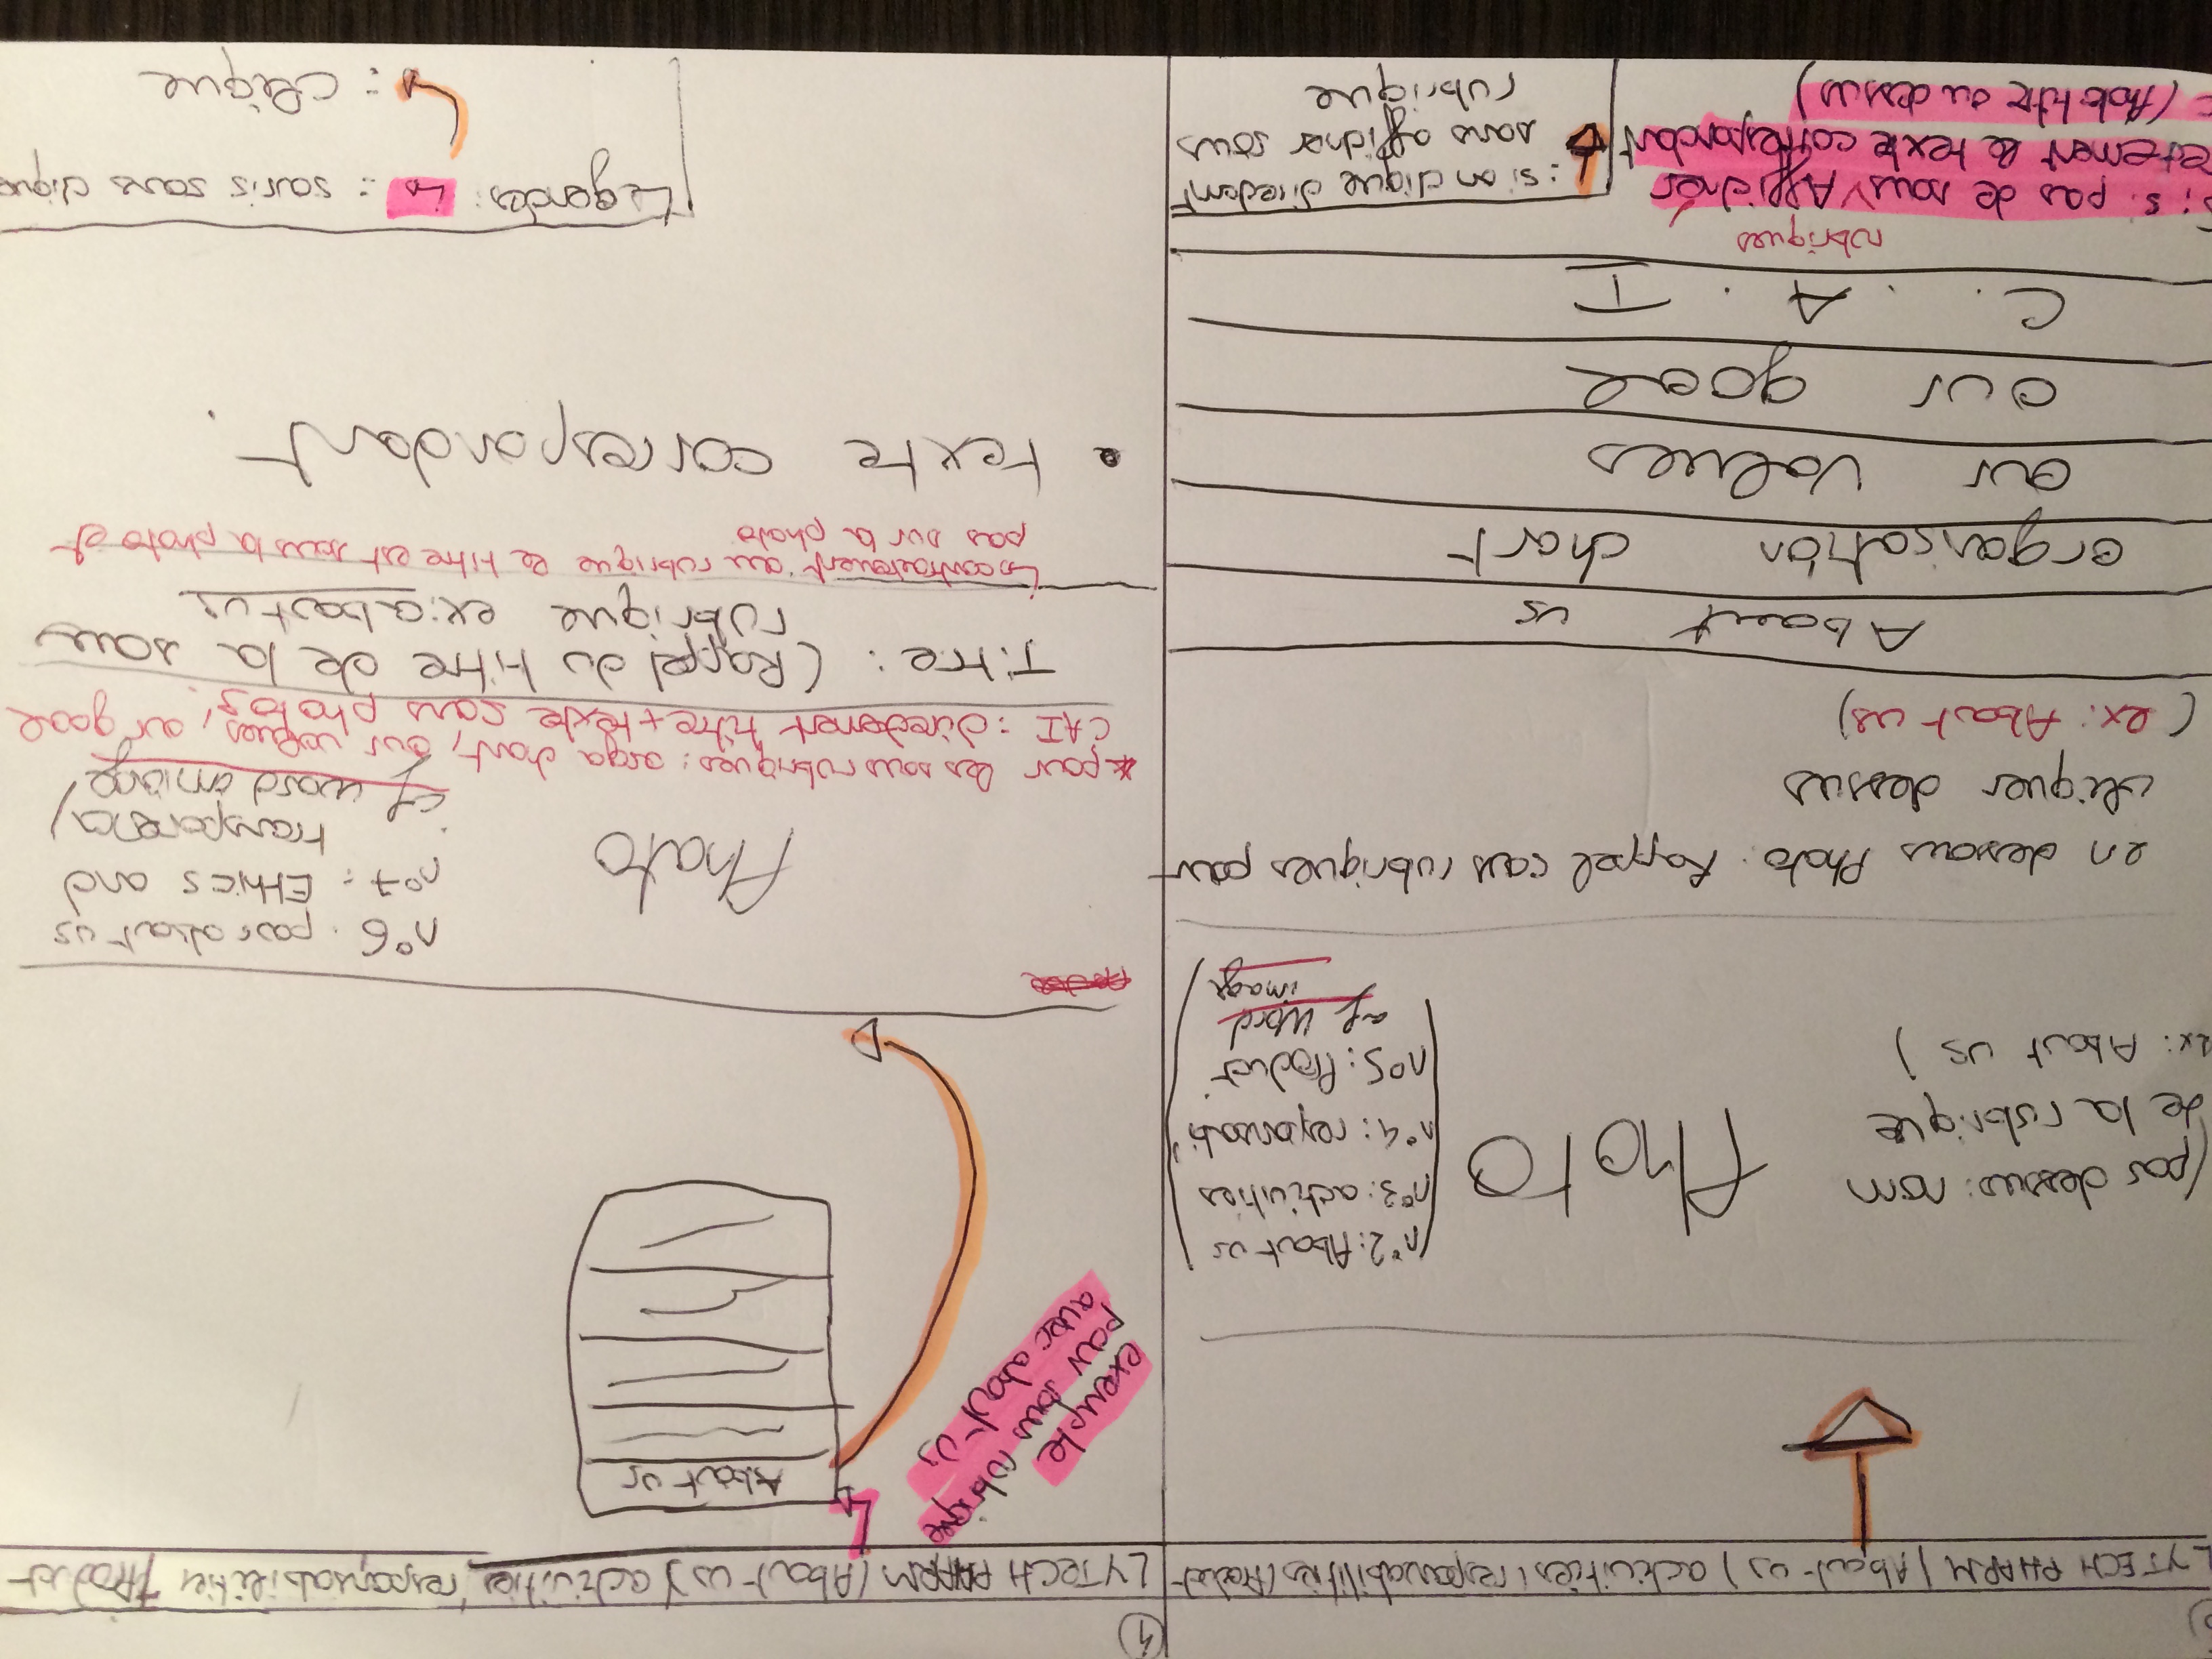 LYTECH PHARM / About-us / activities / responsabilities / Product
(par dessus: nom
de la rubrique
ex: About us)
Photo
(n°2: About us
n°3: activities
n°4: responsabi
n°5: Product
cf Word
image)
en dessous Photo: Rappel sous rubriques pour
cliquer dessus
(ex: About us)
About us
organisation chart
our values
our goal
C. A. I
rubriques
si pas de sous Afficher
le texte correspondant
(Photo titre au dessus)
: si on clique directemt
sans afficher sous
rubrique
4
LYTECH PHARM (About-us) activities responsabilities / Product
exemple
pour sous rubrique
avec about us
About us
Photo
n°6: pour about us
n°7: Ethics and
transparency
cf word image
*pour les sous rubriques: orga chart, our values, our goal
CAI: directement titre+texte sans photos.
Titre: (Rappel du titre de la sous
rubrique ex: about us
↳ contrairement au rubrique le titre est sous la photo et
pas sur la photo
• texte correspondant.
Legendes: ↳ : souris sans clique
↳ : clique